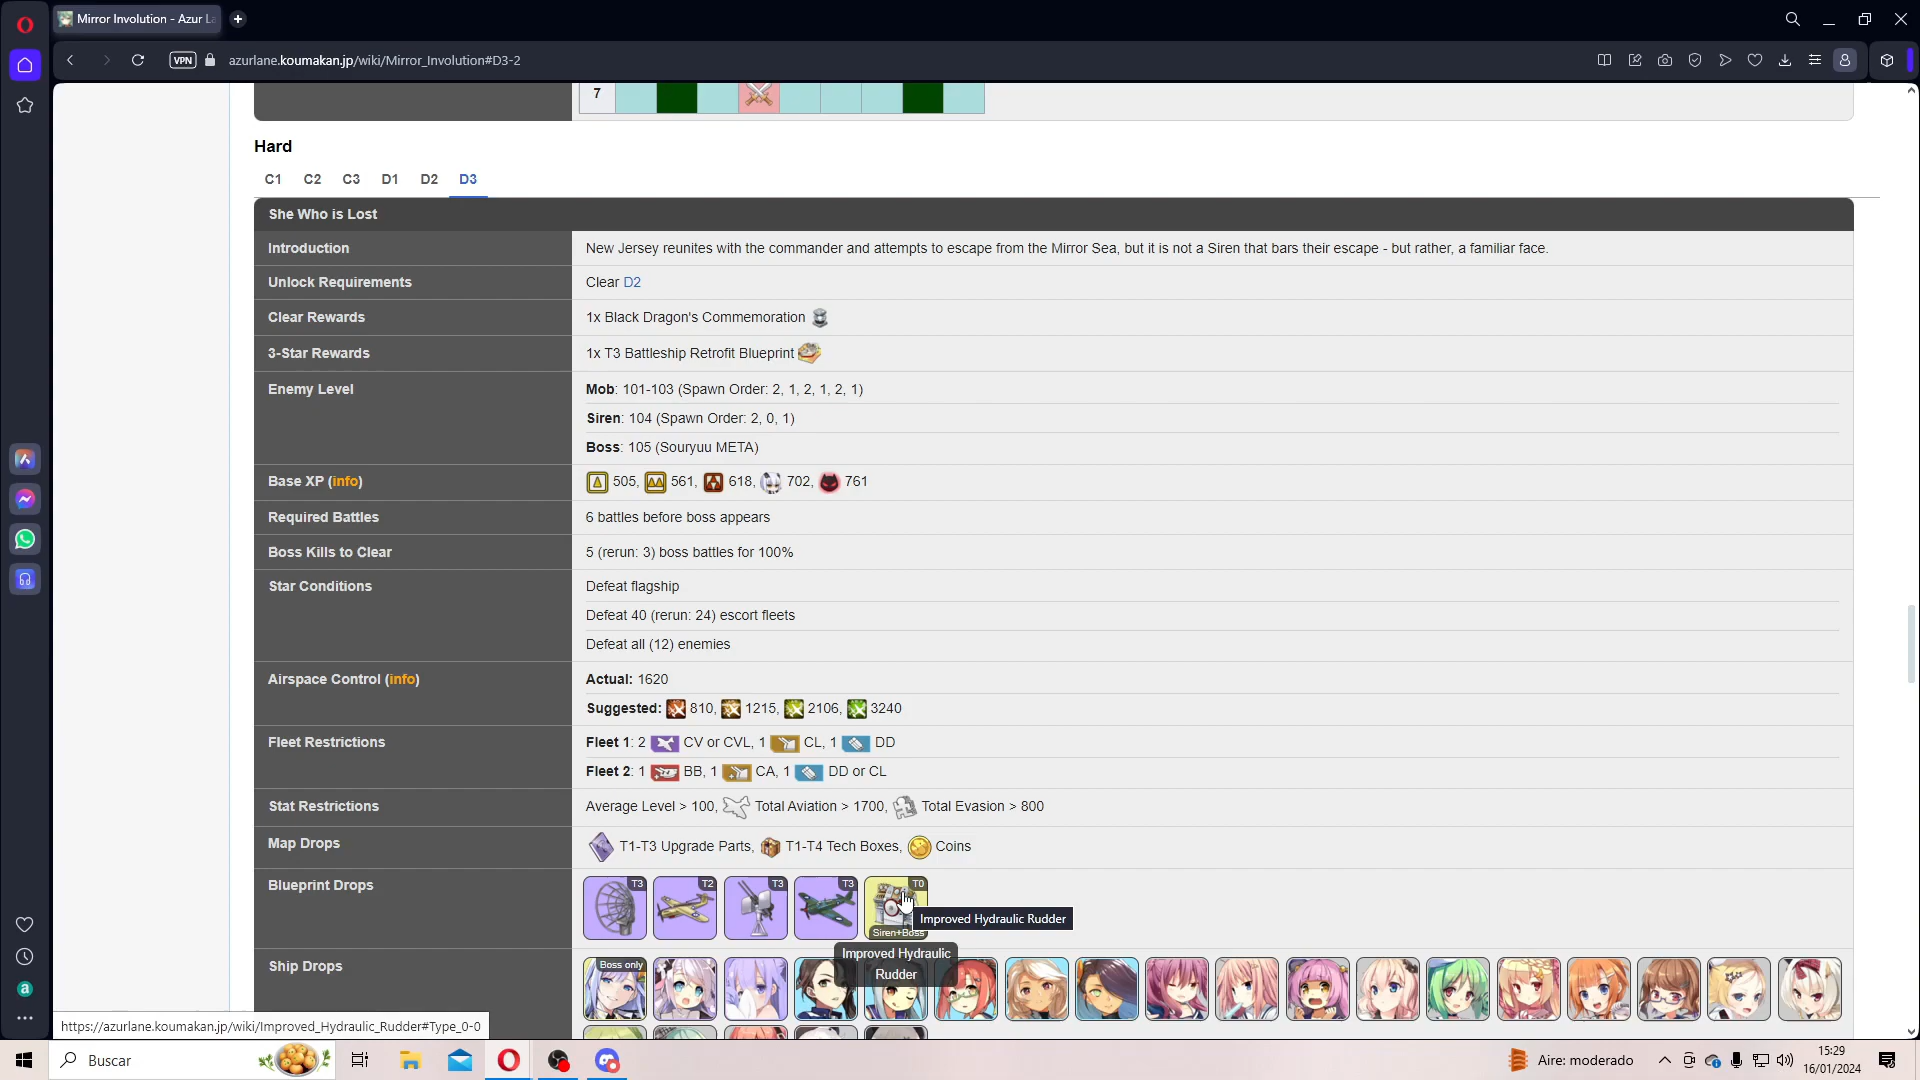 Mirror Involution - Azur La
VPN
azurlane.koumakan.jp/wiki/Mirror_Involution#D3-2
7
Hard
C1 C2 C3 D1 D2 D3
She Who is Lost
Introduction
New Jersey reunites with the commander and attempts to escape from the Mirror Sea, but it is not a Siren that bars their escape - but rather, a familiar face.
Unlock Requirements
Clear D2
Clear Rewards
1x Black Dragon's Commemoration
3-Star Rewards
1x T3 Battleship Retrofit Blueprint
Enemy Level
Mob: 101-103 (Spawn Order: 2, 1, 2, 1, 2, 1)
Siren: 104 (Spawn Order: 2, 0, 1)
Boss: 105 (Souryuu META)
Base XP (info)
505, 561, 618, 702, 761
Required Battles
6 battles before boss appears
Boss Kills to Clear
5 (rerun: 3) boss battles for 100%
Star Conditions
Defeat flagship
Defeat 40 (rerun: 24) escort fleets
Defeat all (12) enemies
Airspace Control (info)
Actual: 1620
Suggested: 810, 1215, 2106, 3240
Fleet Restrictions
Fleet 1: 2 CV or CVL, 1 CL, 1 DD
Fleet 2: 1 BB, 1 CA, 1 DD or CL
Stat Restrictions
Average Level > 100, Total Aviation > 1700, Total Evasion > 800
Map Drops
T1-T3 Upgrade Parts, T1-T4 Tech Boxes, Coins
Blueprint Drops
T3 T2 T3 T3 T0
Improved Hydraulic Rudder
Siren+Boss
Improved Hydraulic
Rudder
Ship Drops
Boss only
https://azurlane.koumakan.jp/wiki/Improved_Hydraulic_Rudder#Type_0-0
Buscar
Aire: moderado
15:29
16/01/2024